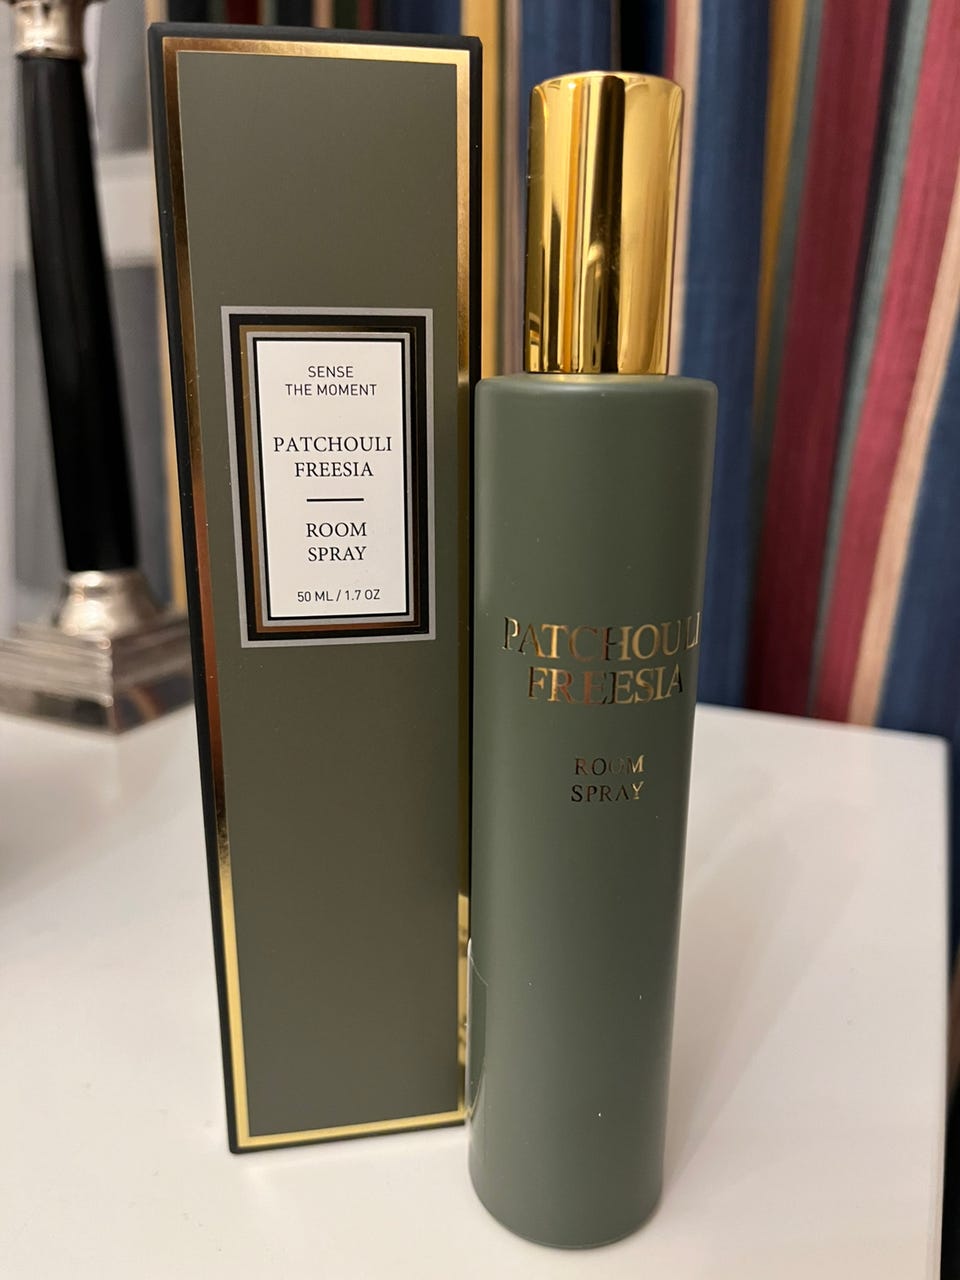 SENSE
THE MOMENT
PATCHOULI
FREESIA
ROOM
SPRAY
50 ML / 1.7 OZ
PATCHOULI
FREESIA
ROOM
SPRAY